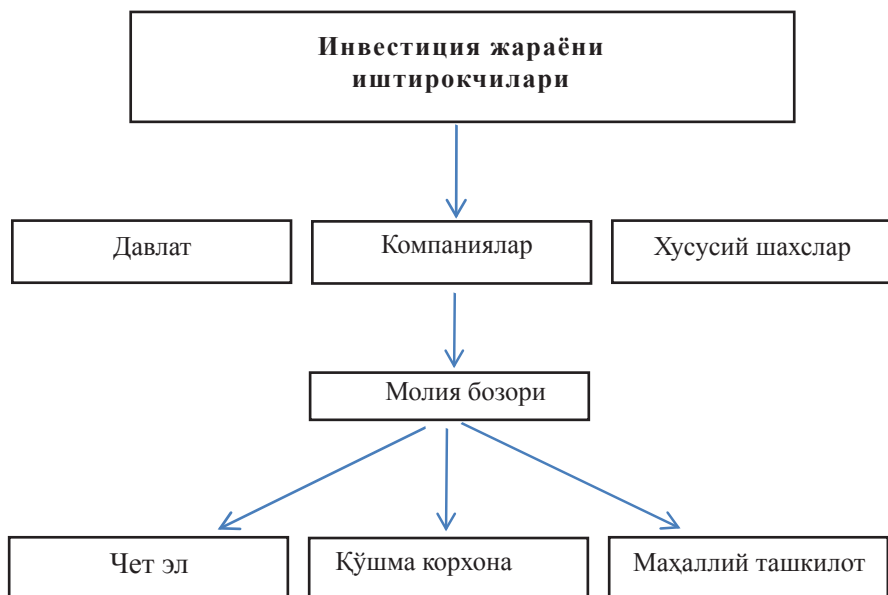 Инвестиция жараёни
иштирокчилари
Давлат
Компаниялар
Хусусий шахслар
Молия бозори
Чет эл
Қўшма корхона
Маҳаллий ташкилот